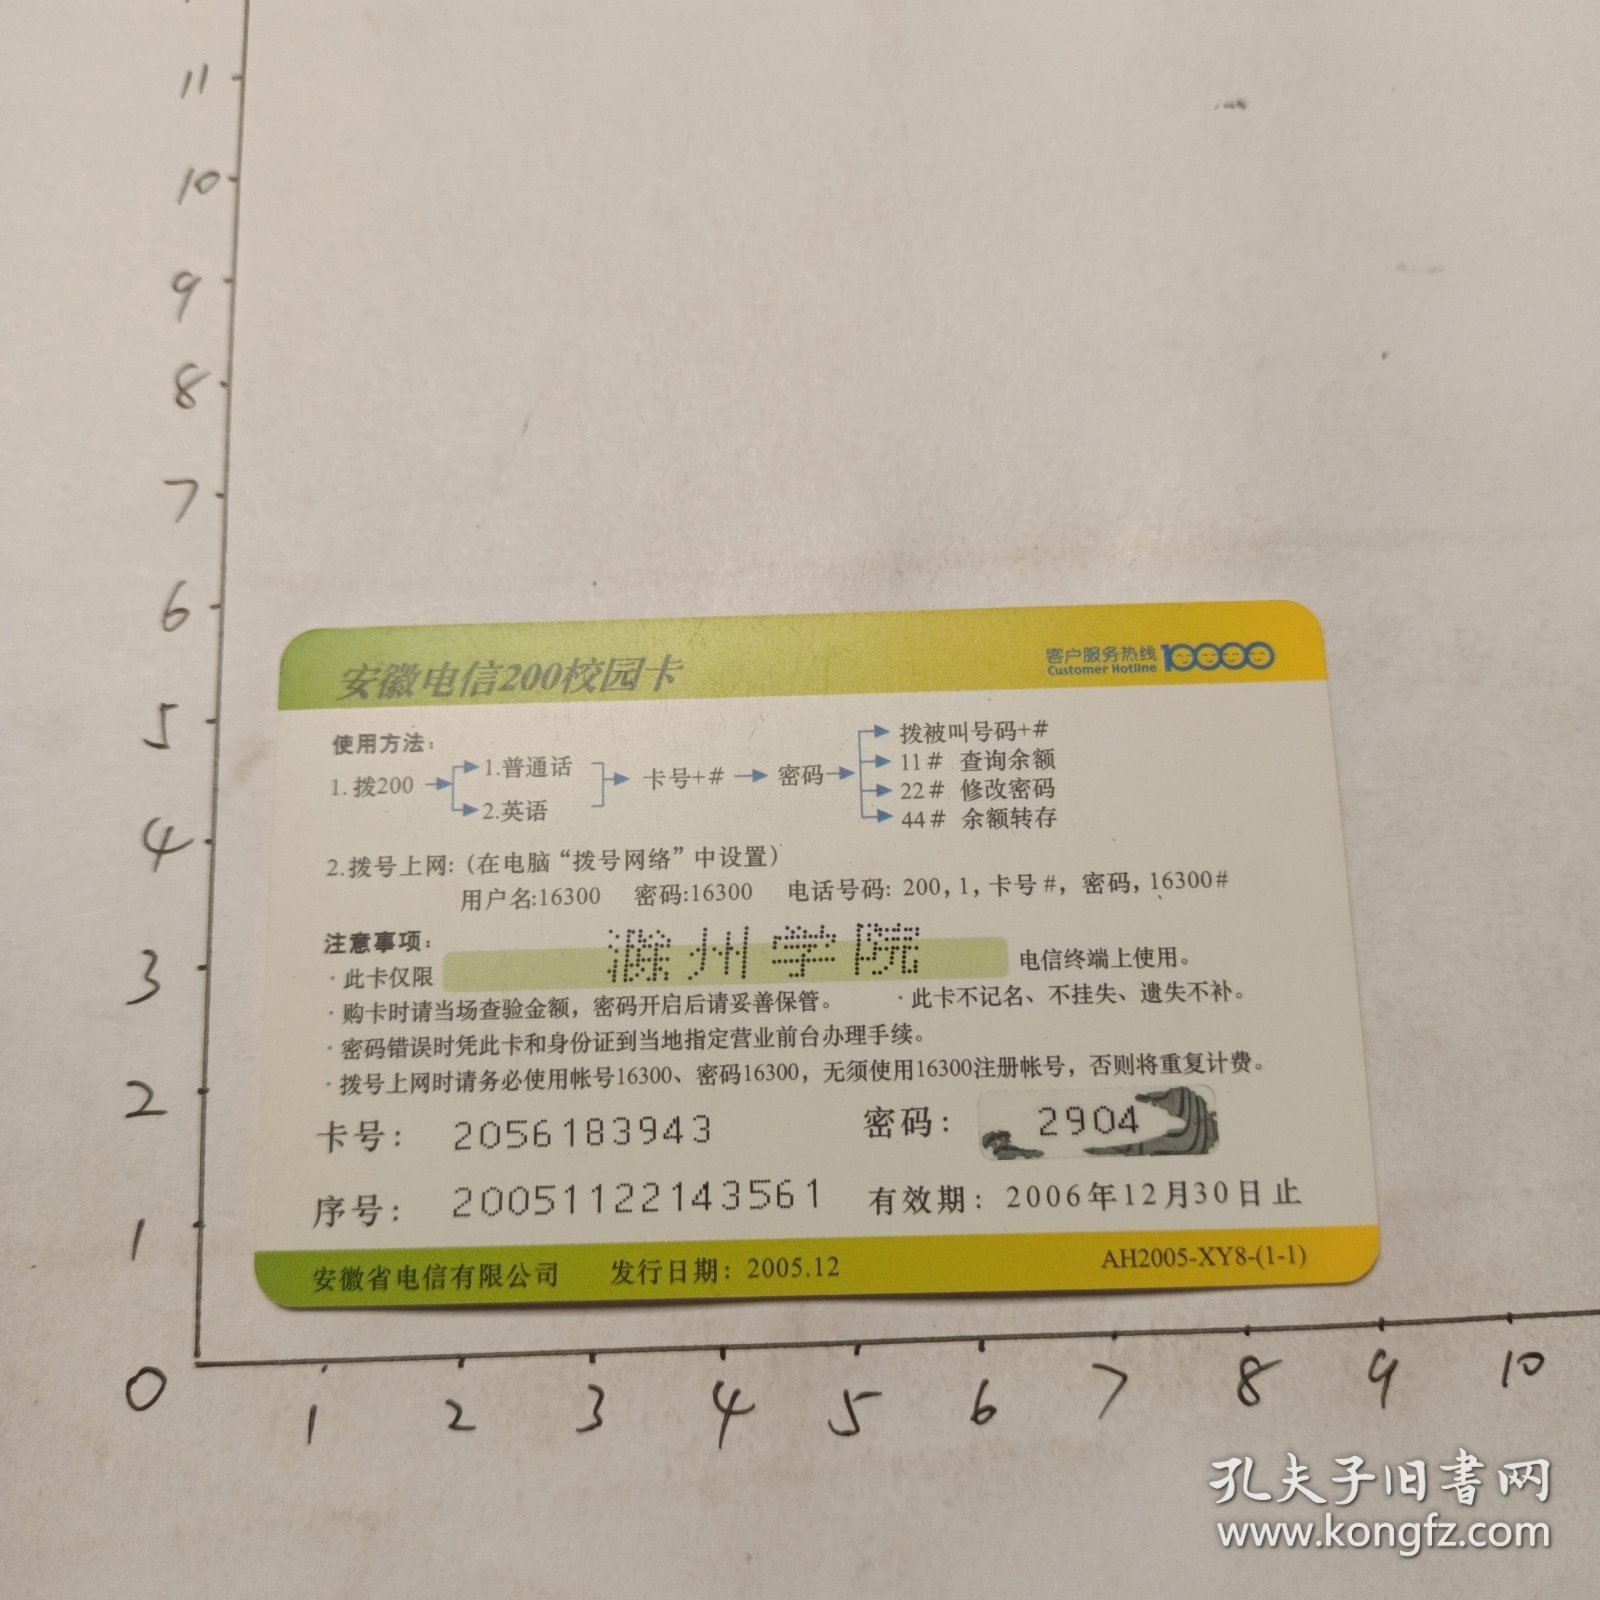 11
10
9
8
7
6
5
4
3
2
1
0
安徽电信200校园卡
客户服务热线 10000
Customer Hotline
使用方法：
1.拨200
1.普通话
2.英语
卡号+#
密码
拨被叫号码+#
11# 查询余额
22# 修改密码
44# 余额转存
2.拨号上网:(在电脑“拨号网络”中设置)
用户名:16300 密码:16300 电话号码: 200, 1, 卡号#, 密码, 16300#
注意事项：
·此卡仅限 滁州学院 电信终端上使用。
·购卡时请当场查验金额，密码开启后请妥善保管。 ·此卡不记名、不挂失、遗失不补。
·密码错误时凭此卡和身份证到当地指定营业前台办理手续。
·拨号上网时请务必使用帐号16300、密码16300，无须使用16300注册帐号，否则将重复计费。
卡号： 2056183943 密码： 2904
序号： 20051122143561 有效期: 2006年12月30日止
安徽省电信有限公司 发行日期: 2005.12 AH2005-XY8-(1-1)
1 2 3 4 5 6 7 8 9 10
孔夫子旧书网
www.kongfz.com